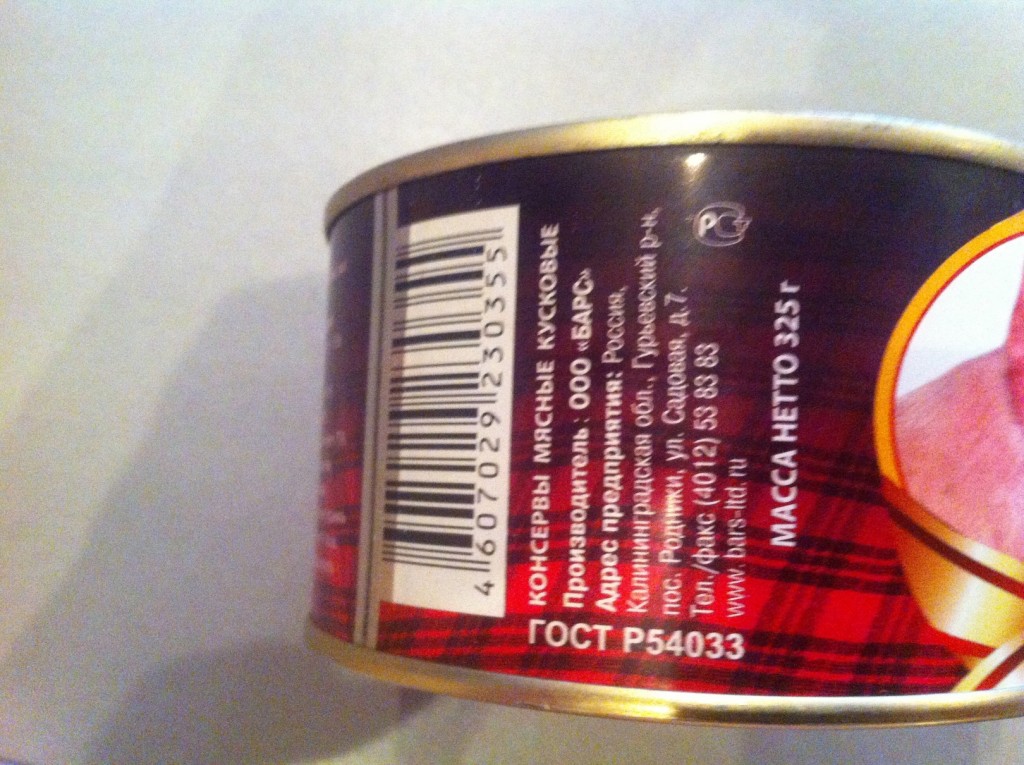 4 607029 230355
КОНСЕРВЫ МЯСНЫЕ КУСКОВЫЕ
Производитель: ООО «БАРС»
Адрес предприятия: Россия,
Калининградская обл., Гурьевский р-н,
пос. Родники, ул. Садовая, д.7.
Тел./факс (4012) 53 83 83
www. bars-ltd.ru
МАССА НЕТТО 325 г
ГОСТ Р54033